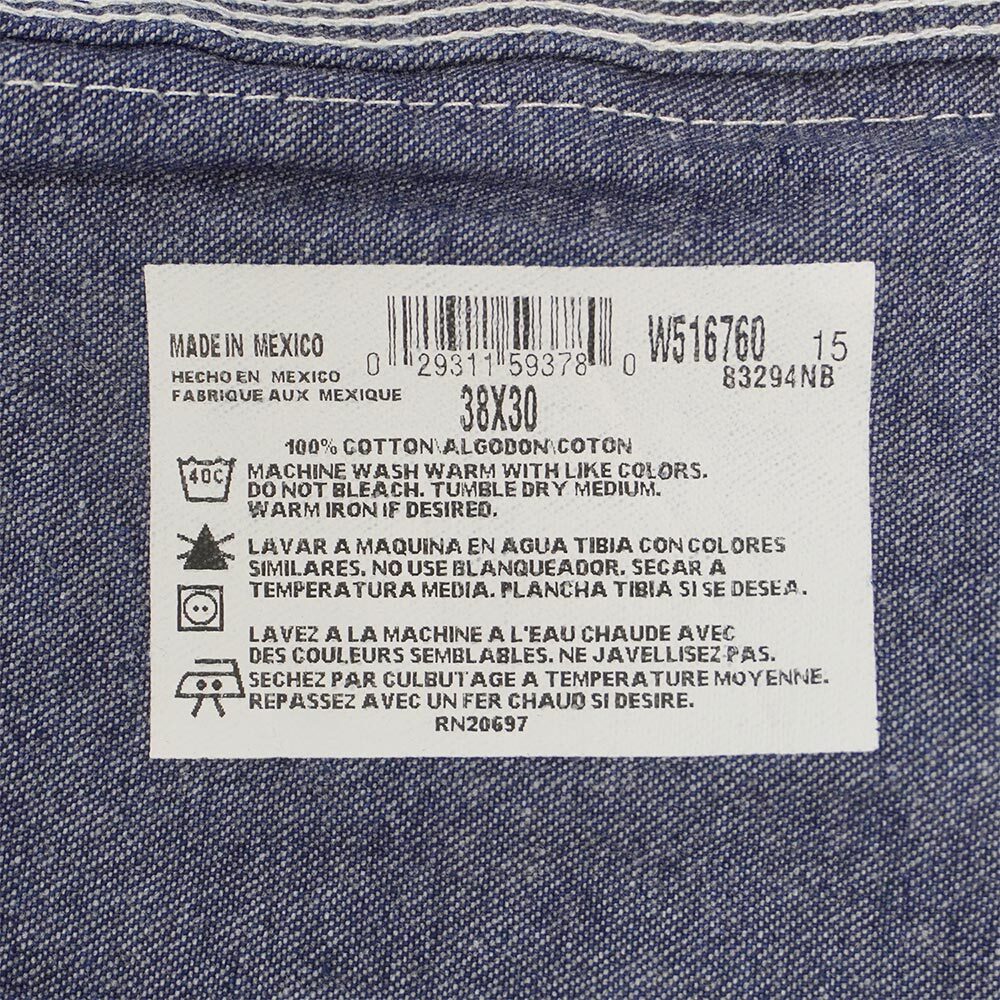 MADE IN MEXICO
HECHO EN MEXICO
FABRIQUE AUX MEXIQUE
0 29311 59378 0
W516760 15
83294NB
38X30
100% COTTON\ALGODON\COTON
40C
MACHINE WASH WARM WITH LIKE COLORS.
DO NOT BLEACH. TUMBLE DRY MEDIUM.
WARM IRON IF DESIRED.
LAVAR A MAQUINA EN AGUA TIBIA CON COLORES
SIMILARES. NO USE BLANQUEADOR. SECAR A
TEMPERATURA MEDIA. PLANCHA TIBIA SI SE DESEA.
LAVEZ A LA MACHINE A L'EAU CHAUDE AVEC
DES COULEURS SEMBLABLES. NE JAVELLISEZ PAS.
SECHEZ PAR CULBUTAGE A TEMPERATURE MOYENNE.
REPASSEZ AVEC UN FER CHAUD SI DESIRE.
RN20697